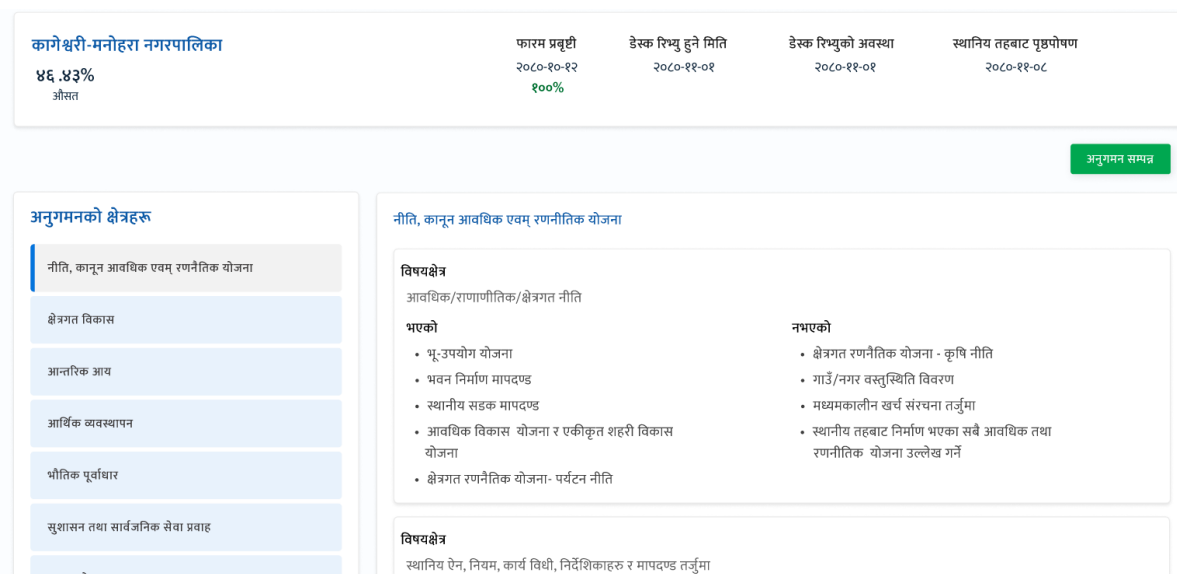 कागेश्वरी-मनोहरा नगरपालिका
४६ .४३%
औसत
फारम प्रबृष्टी
२०८०-१०-१२
१००%
डेस्क रिभ्यु हुने मिति
२०८०-११-०१
डेस्क रिभ्युको अवस्था
२०८०-११-०१
स्थानिय तहबाट पृष्ठपोषण
२०८०-११-०८
अनुगमन सम्पन्न
अनुगमनको क्षेत्रहरू
नीति, कानून आवधिक एवम् रणनैतिक योजना
क्षेत्रगत विकास
आन्तरिक आय
आर्थिक व्यवस्थापन
भौतिक पूर्वाधार
सुशासन तथा सार्वजनिक सेवा प्रवाह
नीति, कानून आवधिक एवम् रणनीतिक योजना
विषयक्षेत्र
आवधिक/राणाणीतिक/क्षेत्रगत नीति
भएको
• भू-उपयोग योजना
• भवन निर्माण मापदण्ड
• स्थानीय सडक मापदण्ड
• आवधिक विकास योजना र एकीकृत शहरी विकास
योजना
• क्षेत्रगत रणनैतिक योजना- पर्यटन नीति
नभएको
• क्षेत्रगत रणनैतिक योजना - कृषि नीति
• गाउँ/नगर वस्तुस्थिति विवरण
• मध्यमकालीन खर्च संरचना तर्जुमा
• स्थानीय तहबाट निर्माण भएका सबै आवधिक तथा
रणनीतिक योजना उल्लेख गर्ने
विषयक्षेत्र
स्थानिय ऐन, नियम, कार्य विधी, निर्देशिकाहरु र मापदण्ड तर्जुमा